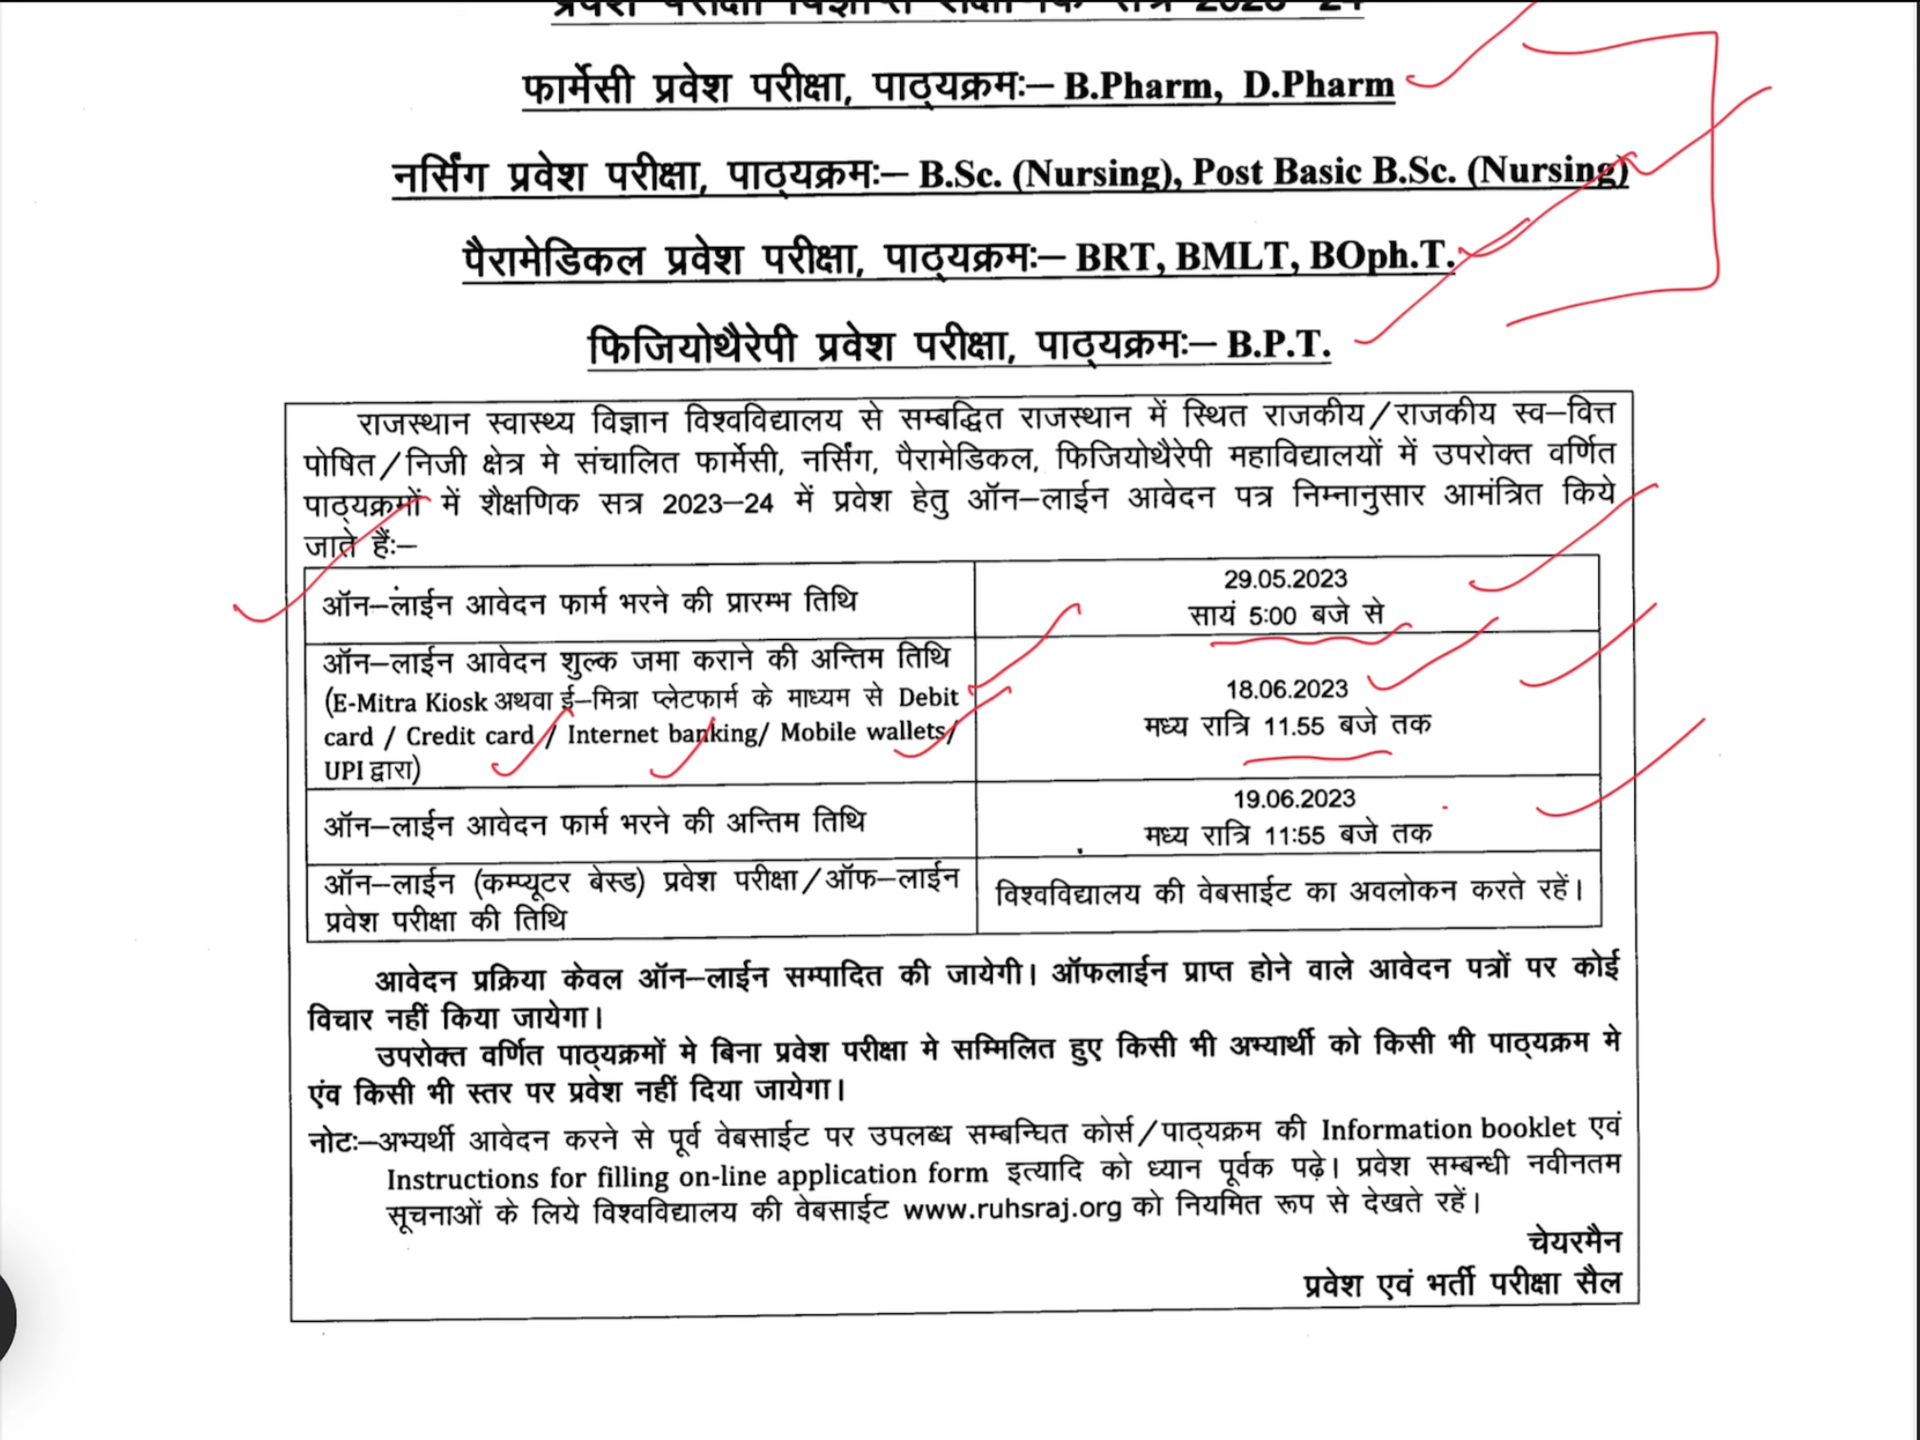 प्रवेश परीक्षा विज्ञप्ति शैक्षणिक सत्र 2023–24
फार्मेसी प्रवेश परीक्षा, पाठ्यक्रमः– B.Pharm, D.Pharm
नर्सिंग प्रवेश परीक्षा, पाठ्यक्रमः– B.Sc. (Nursing), Post Basic B.Sc. (Nursing)
पैरामेडिकल प्रवेश परीक्षा, पाठ्यक्रमः– BRT, BMLT, BOph.T.
फिजियोथैरेपी प्रवेश परीक्षा, पाठ्यक्रमः– B.P.T.
राजस्थान स्वास्थ्य विज्ञान विश्वविद्यालय से सम्बद्धित राजस्थान में स्थित राजकीय/राजकीय स्व–वित्त
पोषित/निजी क्षेत्र मे संचालित फार्मेसी, नर्सिंग, पैरामेडिकल, फिजियोथैरेपी महाविद्यालयों में उपरोक्त वर्णित
पाठ्यक्रमों में शैक्षणिक सत्र 2023–24 में प्रवेश हेतु ऑन–लाईन आवेदन पत्र निम्नानुसार आमंत्रित किये
जाते हैंः–
ऑन–लाईन आवेदन फार्म भरने की प्रारम्भ तिथि
29.05.2023
सायं 5:00 बजे से
ऑन–लाईन आवेदन शुल्क जमा कराने की अन्तिम तिथि
(E-Mitra Kiosk अथवा ई–मित्रा प्लेटफार्म के माध्यम से Debit
card / Credit card / Internet banking/ Mobile wallets/
UPI द्वारा)
18.06.2023
मध्य रात्रि 11.55 बजे तक
ऑन–लाईन आवेदन फार्म भरने की अन्तिम तिथि
19.06.2023
मध्य रात्रि 11:55 बजे तक
ऑन–लाईन (कम्प्यूटर बेस्ड) प्रवेश परीक्षा/ऑफ–लाईन
प्रवेश परीक्षा की तिथि
विश्वविद्यालय की वेबसाईट का अवलोकन करते रहें।
आवेदन प्रक्रिया केवल ऑन–लाईन सम्पादित की जायेगी। ऑफलाईन प्राप्त होने वाले आवेदन पत्रों पर कोई
विचार नहीं किया जायेगा।
उपरोक्त वर्णित पाठ्यक्रमों मे बिना प्रवेश परीक्षा मे सम्मिलित हुए किसी भी अभ्यार्थी को किसी भी पाठ्यक्रम मे
एंव किसी भी स्तर पर प्रवेश नहीं दिया जायेगा।
नोटः–अभ्यर्थी आवेदन करने से पूर्व वेबसाईट पर उपलब्ध सम्बन्धित कोर्स/पाठ्यक्रम की Information booklet एवं
Instructions for filling on-line application form इत्यादि को ध्यान पूर्वक पढ़े। प्रवेश सम्बन्धी नवीनतम
सूचनाओं के लिये विश्वविद्यालय की वेबसाईट www.ruhsraj.org को नियमित रूप से देखते रहें।
चेयरमैन
प्रवेश एवं भर्ती परीक्षा सैल